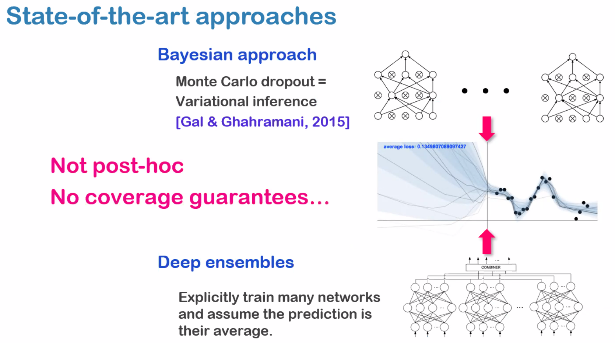 State-of-the-art approaches
Bayesian approach
Monte Carlo dropout =
Variational inference
[Gal & Ghahramani, 2015]
Not post-hoc
No coverage guarantees…
Deep ensembles
Explicitly train many networks
and assume the prediction is
their average.
COMBINER